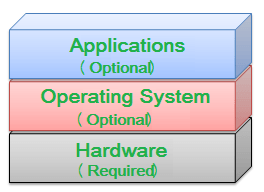 Applications
( Optional)
Operating System
( Optional)
Hardware
( Required)